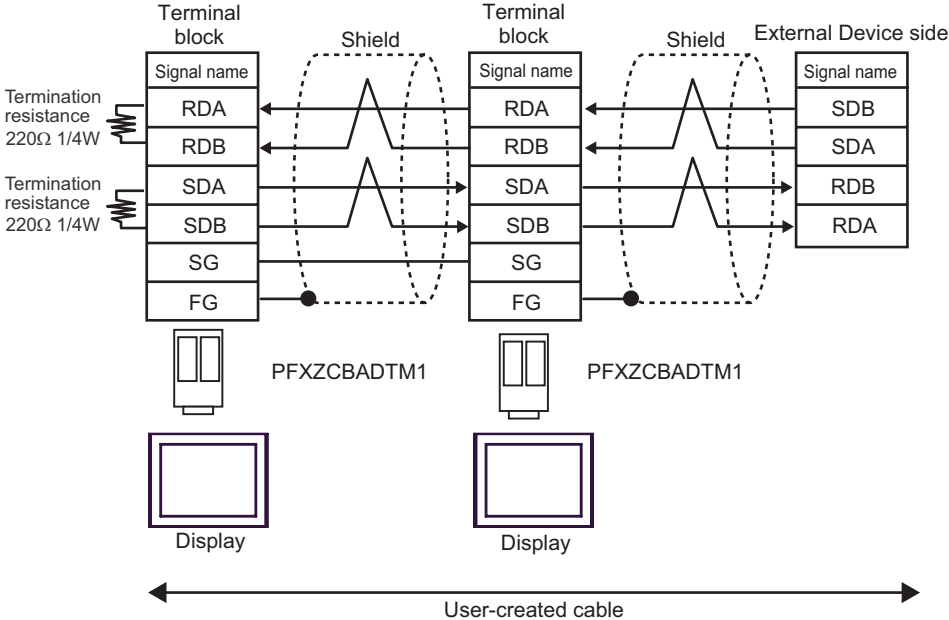 Terminal
block
Shield
Terminal
block
Shield
External Device side
Signal name
Signal name
Signal name
Termination
resistance
220Ω 1/4W
RDA
RDA
SDB
RDB
RDB
SDA
Termination
resistance
220Ω 1/4W
SDA
SDA
RDB
SDB
SDB
RDA
SG
SG
FG
FG
PFXZCBADTM1
PFXZCBADTM1
Display
Display
User-created cable